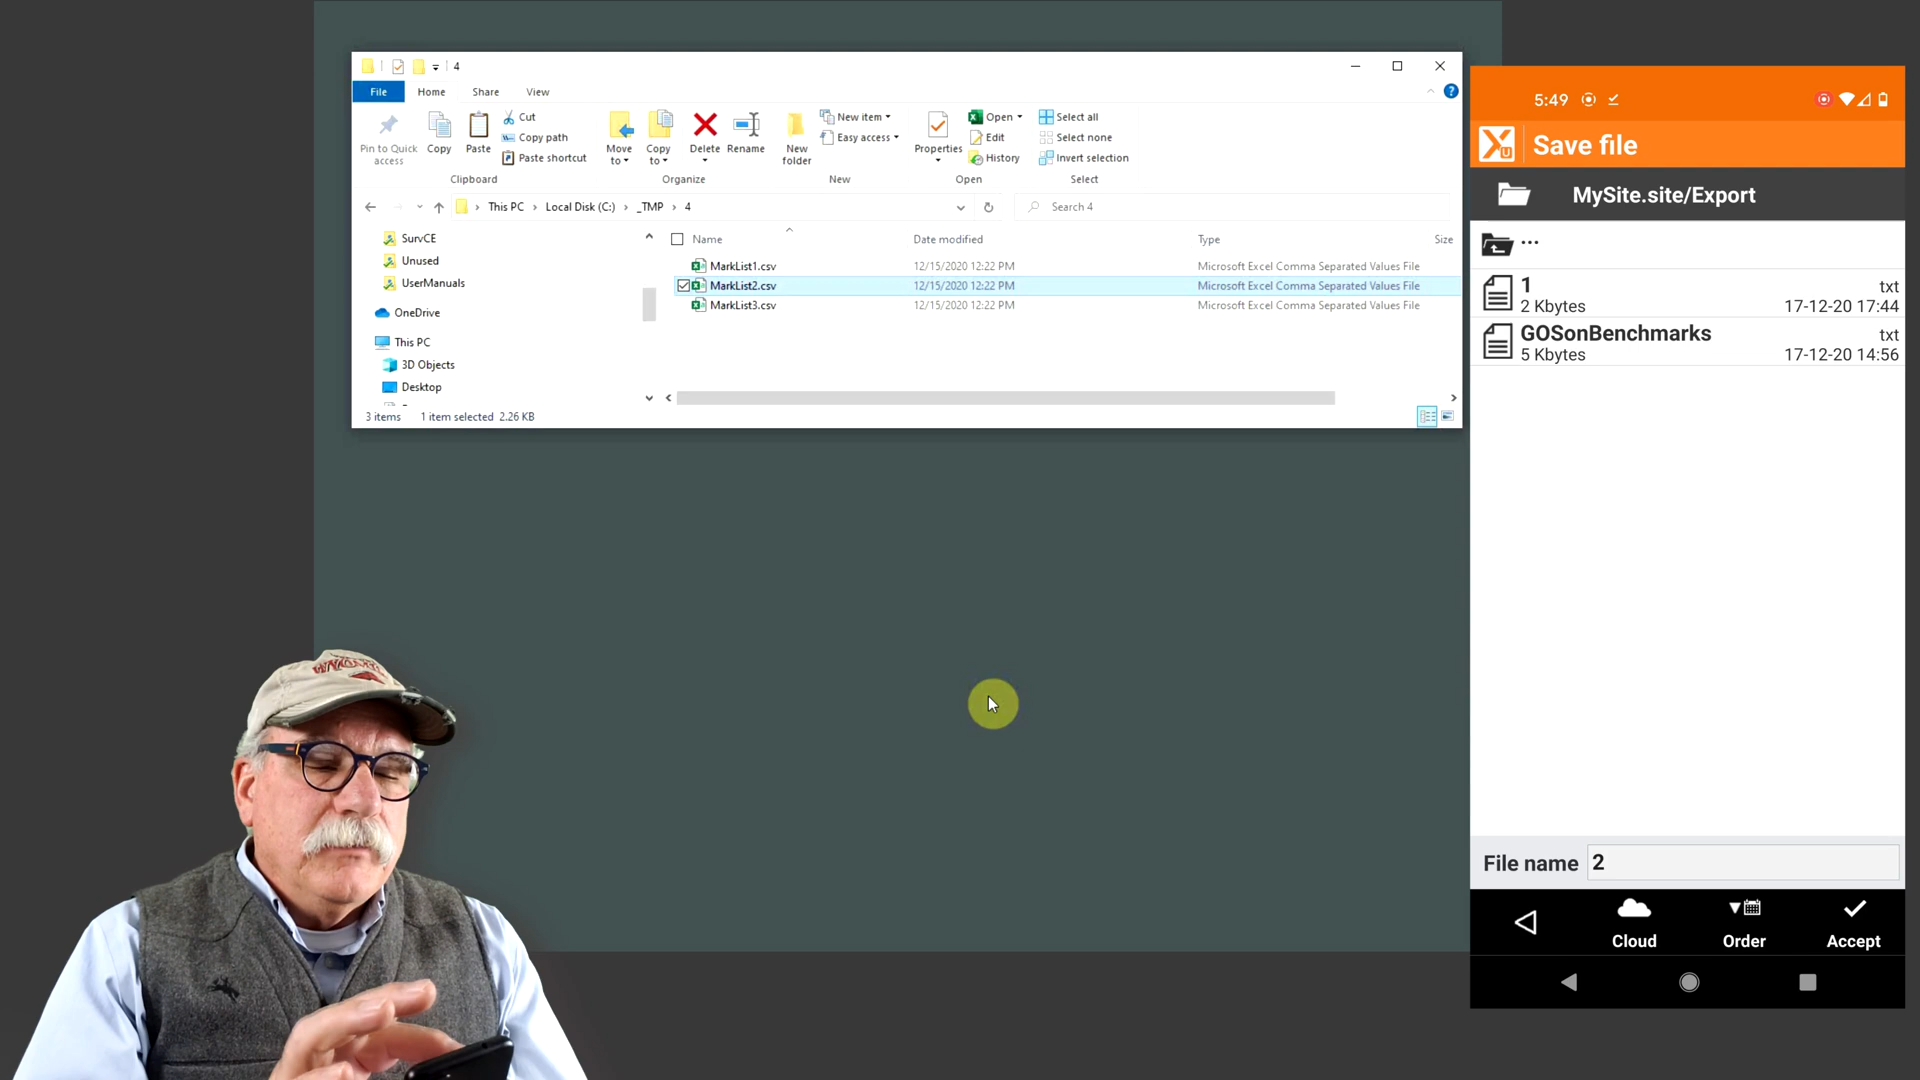 4
File Home Share View
Pin to Quick access
Copy
Paste
Cut
Copy path
Paste shortcut
Clipboard
Move to
Copy to
Delete
Rename
Organize
New folder
New item
Easy access
New
Properties
Open
Edit
History
Open
Select all
Select none
Invert selection
Select
This PC > Local Disk (C:) > _TMP > 4
Search 4
SurvCE
Unused
UserManuals
OneDrive
This PC
3D Objects
Desktop
Name Date modified Type Size
MarkList1.csv 12/15/2020 12:22 PM Microsoft Excel Comma Separated Values File
MarkList2.csv 12/15/2020 12:22 PM Microsoft Excel Comma Separated Values File
MarkList3.csv 12/15/2020 12:22 PM Microsoft Excel Comma Separated Values File
3 items 1 item selected 2.26 KB
5:49
Save file
MySite.site/Export
...
1 txt
2 Kbytes 17-12-20 17:44
GOSonBenchmarks txt
5 Kbytes 17-12-20 14:56
File name 2
Cloud Order Accept